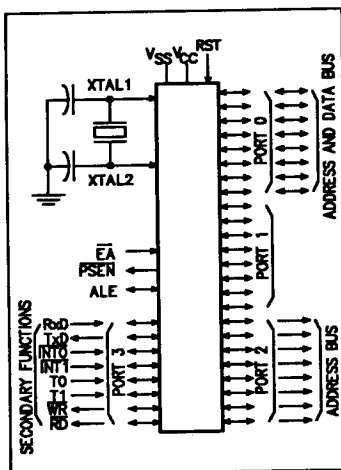 VSS VCC RST
XTAL1
XTAL2
EA
PSEN
ALE
PORT 0
ADDRESS AND DATA BUS
PORT 1
PORT 2
ADDRESS BUS
SECONDARY FUNCTIONS
RxD
TxD
INT0
INT1
T0
T1
WR
RD
PORT 3